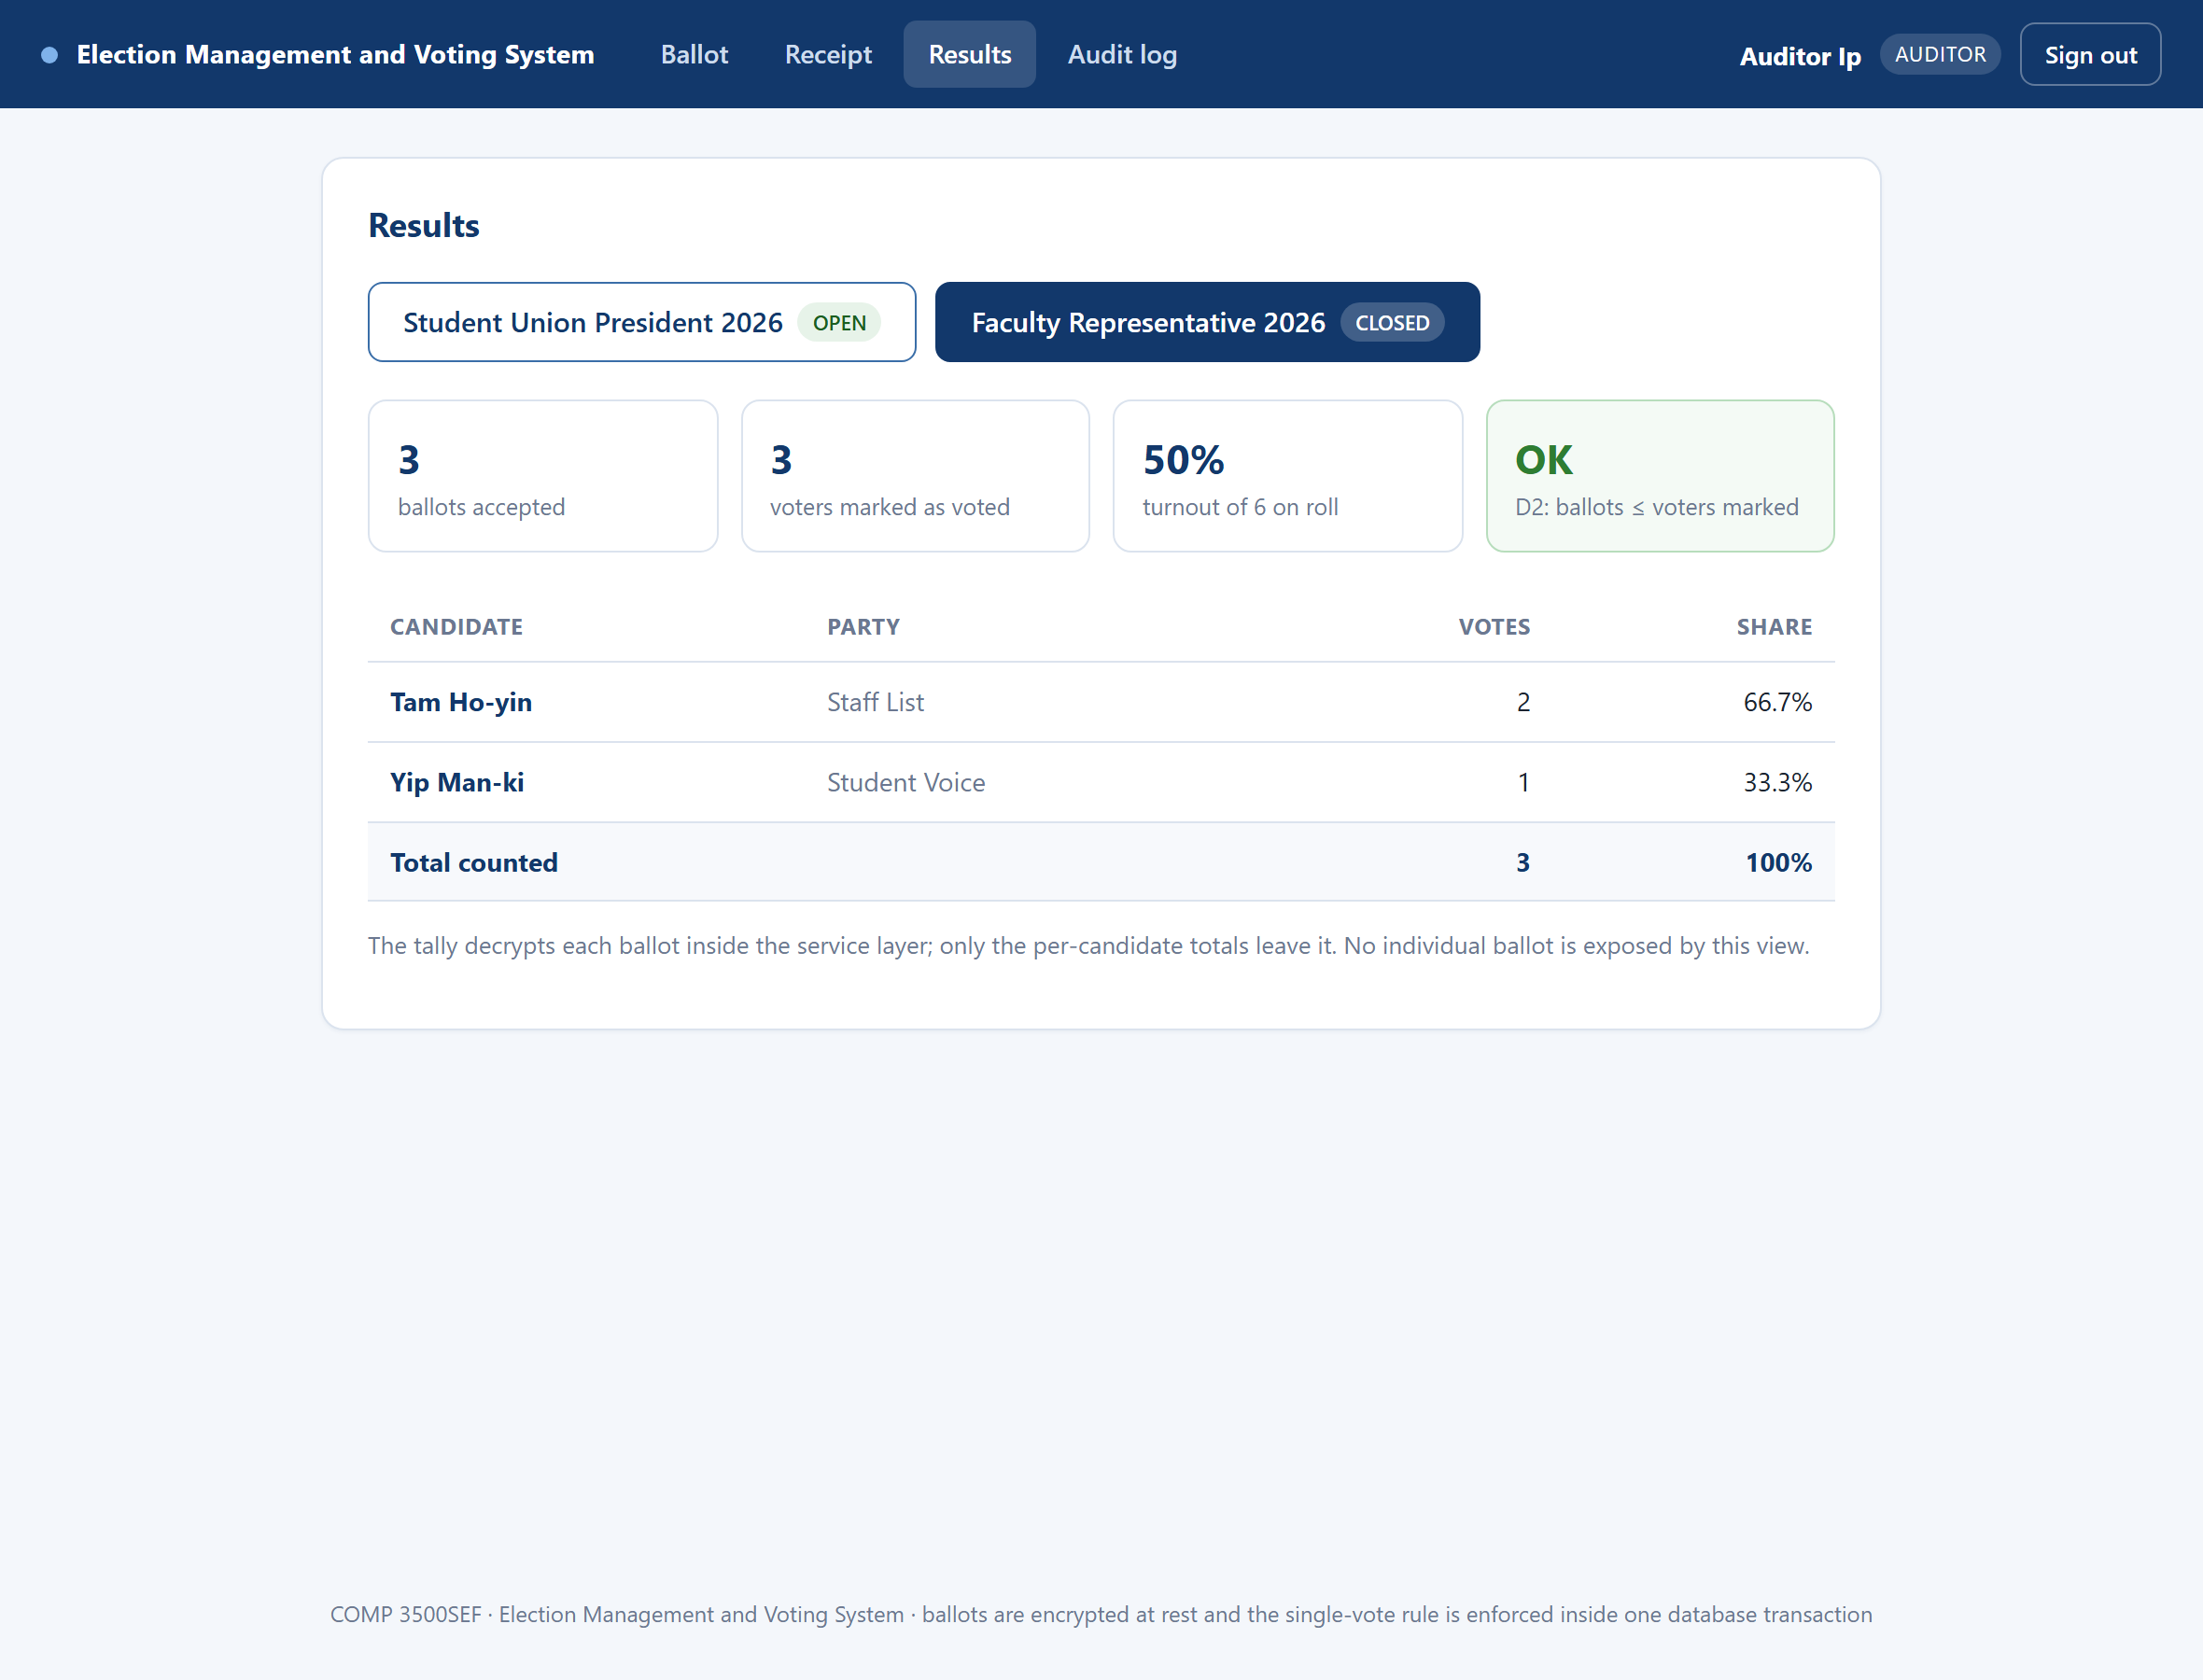 Election Management and Voting System Ballot Receipt Results Audit log Auditor Ip AUDITOR Sign out
Results
Student Union President 2026 OPEN Faculty Representative 2026 CLOSED
3 3 50% OK
ballots accepted voters marked as voted turnout of 6 on roll D2: ballots ≤ voters marked
CANDIDATE PARTY VOTES SHARE
Tam Ho-yin Staff List 2 66.7%
Yip Man-ki Student Voice 1 33.3%
Total counted 3 100%
The tally decrypts each ballot inside the service layer; only the per-candidate totals leave it. No individual ballot is exposed by this view.
COMP 3500SEF · Election Management and Voting System · ballots are encrypted at rest and the single-vote rule is enforced inside one database transaction